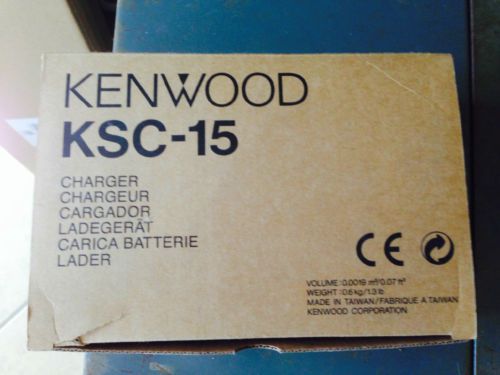 KENWOOD
KSC-15
CHARGER
CHARGEUR
CARGADOR
LADEGERÄT
CARICA BATTERIE
LADER
CE
VOLUME : 0.0019 m³/0.07 ft³
WEIGHT : 0.6 kg/1.3 lb
MADE IN TAIWAN/FABRIQUE A TAIWAN
KENWOOD CORPORATION